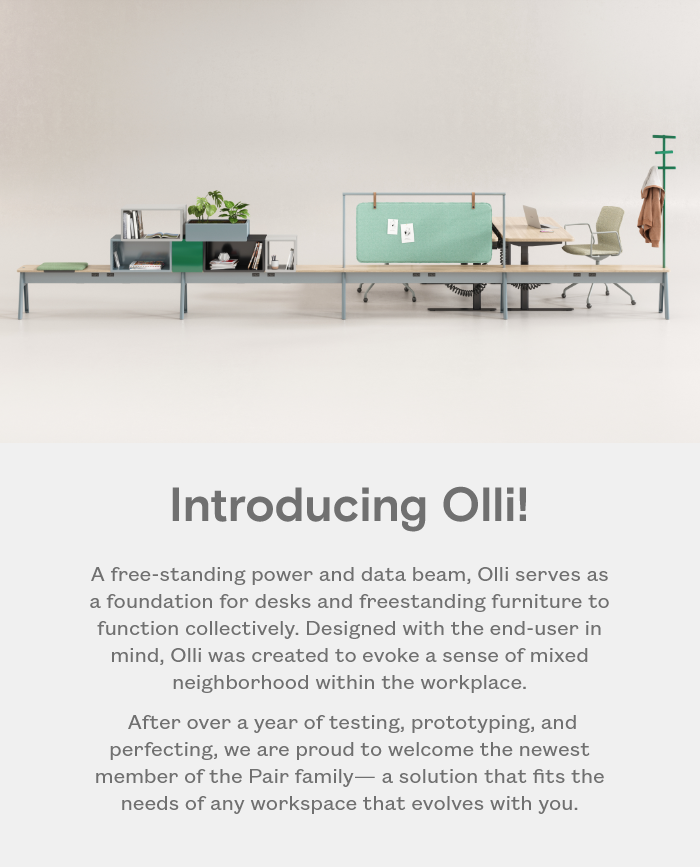 Introducing Olli!
A free-standing power and data beam, Olli serves as
a foundation for desks and freestanding furniture to
function collectively. Designed with the end-user in
mind, Olli was created to evoke a sense of mixed
neighborhood within the workplace.
After over a year of testing, prototyping, and
perfecting, we are proud to welcome the newest
member of the Pair family— a solution that fits the
needs of any workspace that evolves with you.